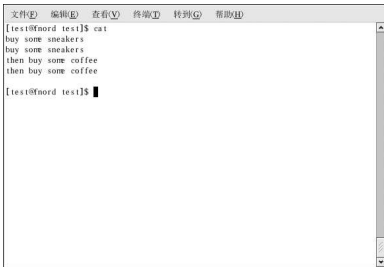 文件(F) 编辑(E) 查看(V) 终端(T) 转到(G) 帮助(H)
[test@fnord test]$ cat
buy some sneakers
buy some sneakers
then buy some coffee
then buy some coffee
[test@fnord test]$